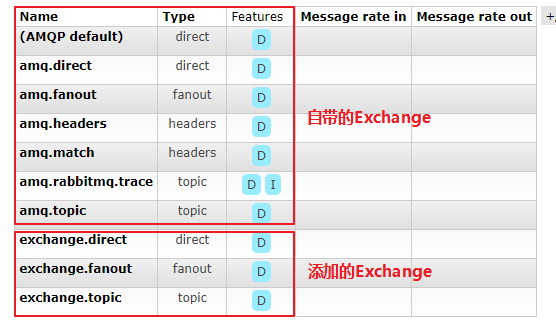 Name Type Features Message rate in Message rate out +/
(AMQP default) direct D
amq.direct direct D
amq.fanout fanout D
自带的Exchange
amq.headers headers D
amq.match headers D
amq.rabbitmq.trace topic D I
amq.topic topic D
exchange.direct direct D
exchange.fanout fanout D
添加的Exchange
exchange.topic topic D